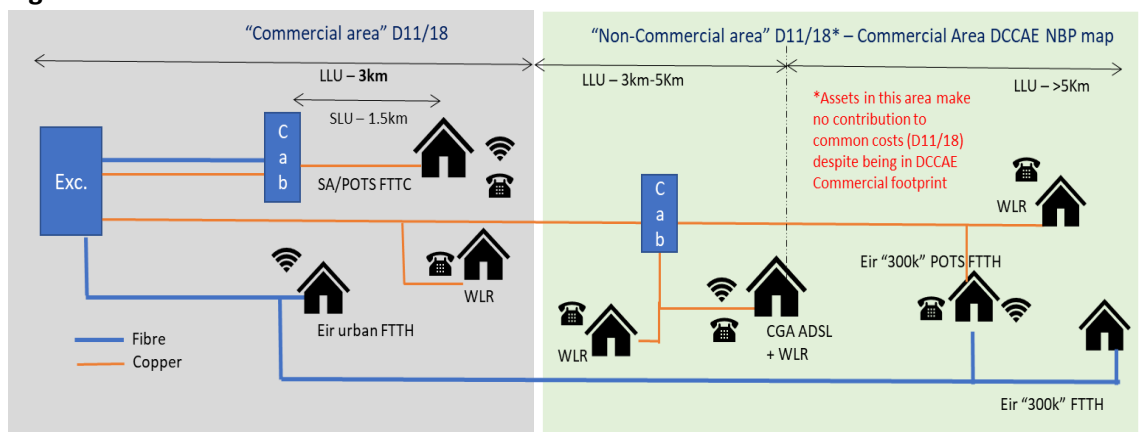 "Commercial area" D11/18
"Non-Commercial area" D11/18* – Commercial Area DCCAE NBP map
LLU – 3km
LLU – 3km-5Km
LLU – >5Km
SLU – 1.5km
*Assets in this area make
no contribution to
common costs (D11/18)
despite being in DCCAE
Commercial footprint
Exc.
C
a
b
SA/POTS FTTC
C
a
b
WLR
WLR
Eir "300k" POTS FTTH
Eir urban FTTH
WLR
CGA ADSL
+ WLR
Fibre
Copper
Eir "300k" FTTH